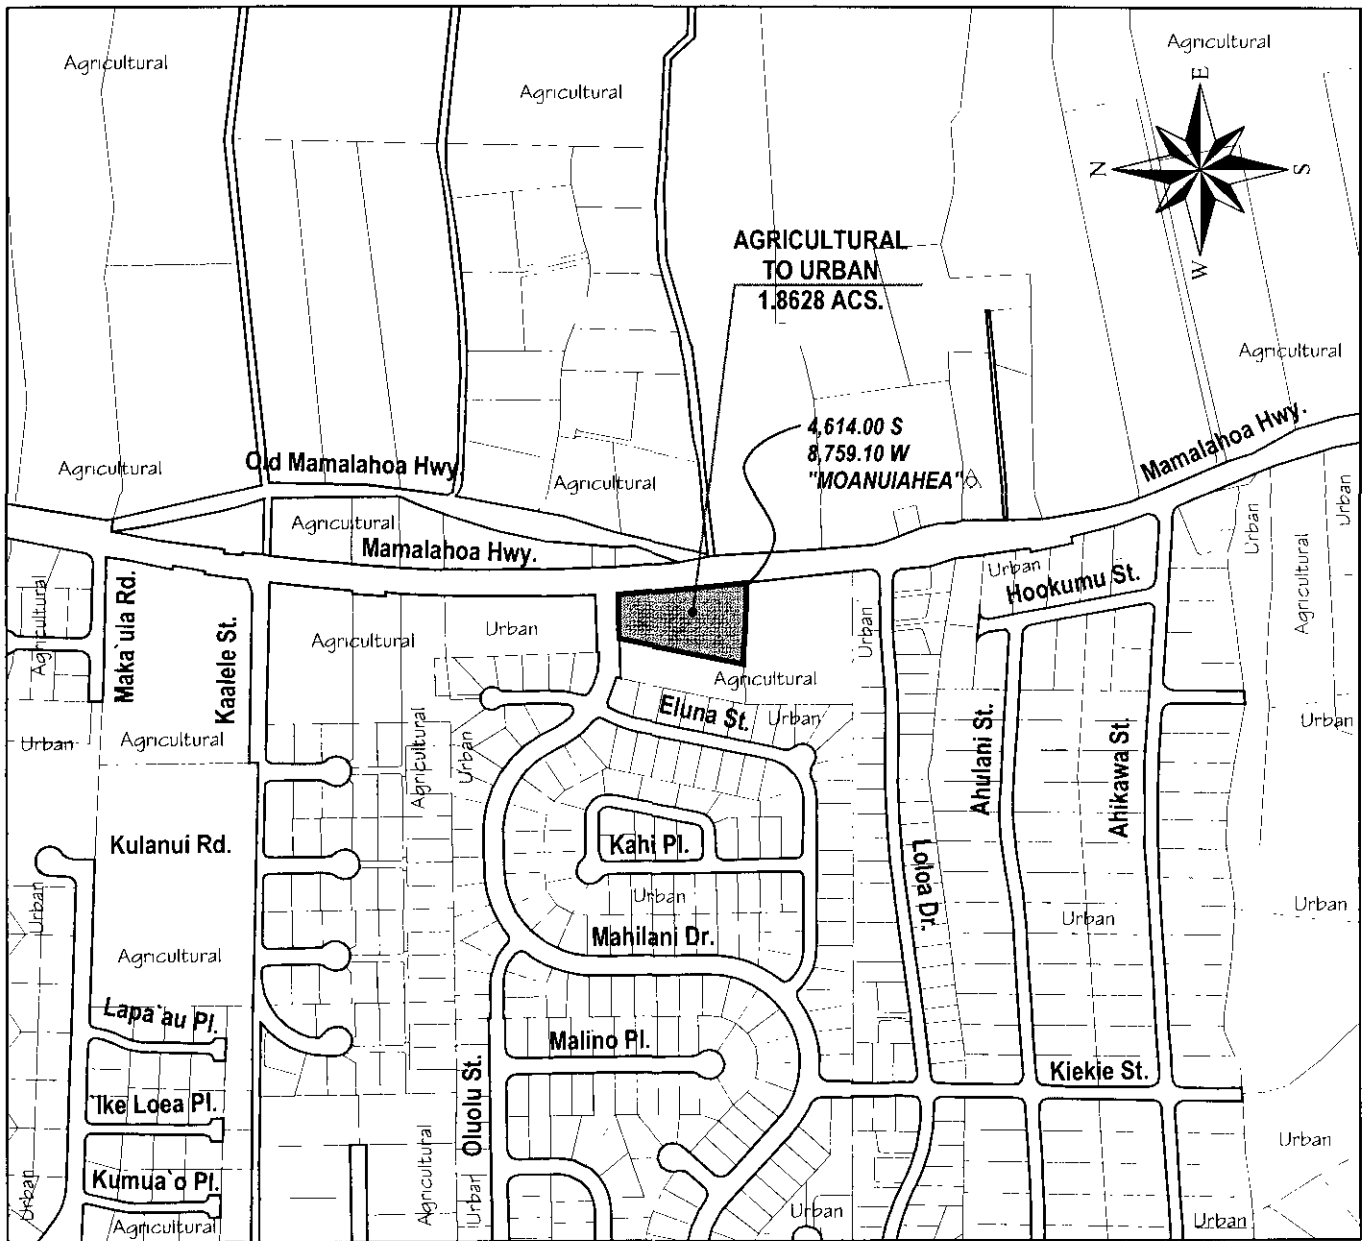 Agricultural
Agricultural
Agricultural
E
N
S
W
AGRICULTURAL
TO URBAN
1.8628 ACS.
Agricultural
4,614.00 S
8,759.10 W
"MOANUIAHEA"
Mamalahoa Hwy.
Agricultural
Old Mamalahoa Hwy
Agricultural
Agricutural
Mamalahoa Hwy.
Urban
Urban
Agricultural
Urban
Hookumu St.
Agricultural
Maka`ula Rd.
Kaalele St.
Agricultural
Urban
Urban
Agricultural
Eluna St.
Urban
Urban
Agricultural
Agricultural
Urban
Urban
Ahulani St.
Ahikawa St.
Kulanui Rd.
Kahi Pl.
Loloa Dr.
Urban
Urban
Urban
Urban
Mahilani Dr.
Agricultural
Lapa`au Pl.
Malino Pl.
Oluolu St.
Kiekie St.
`Ike Loea Pl.
Agricultural
Urban
Kumua`o Pl.
Urban
Urban
Agricultural
Urban
Urban